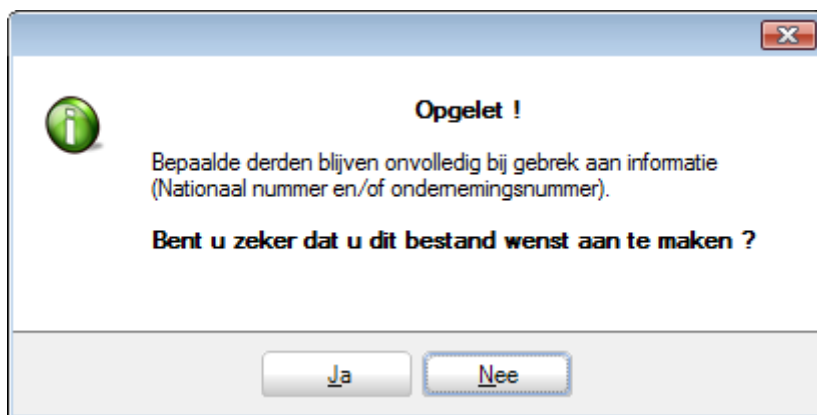 Opgelet !
Bepaalde derden blijven onvolledig bij gebrek aan informatie
(Nationaal nummer en/of ondernemingsnummer).
Bent u zeker dat u dit bestand wenst aan te maken ?
Ja
Nee